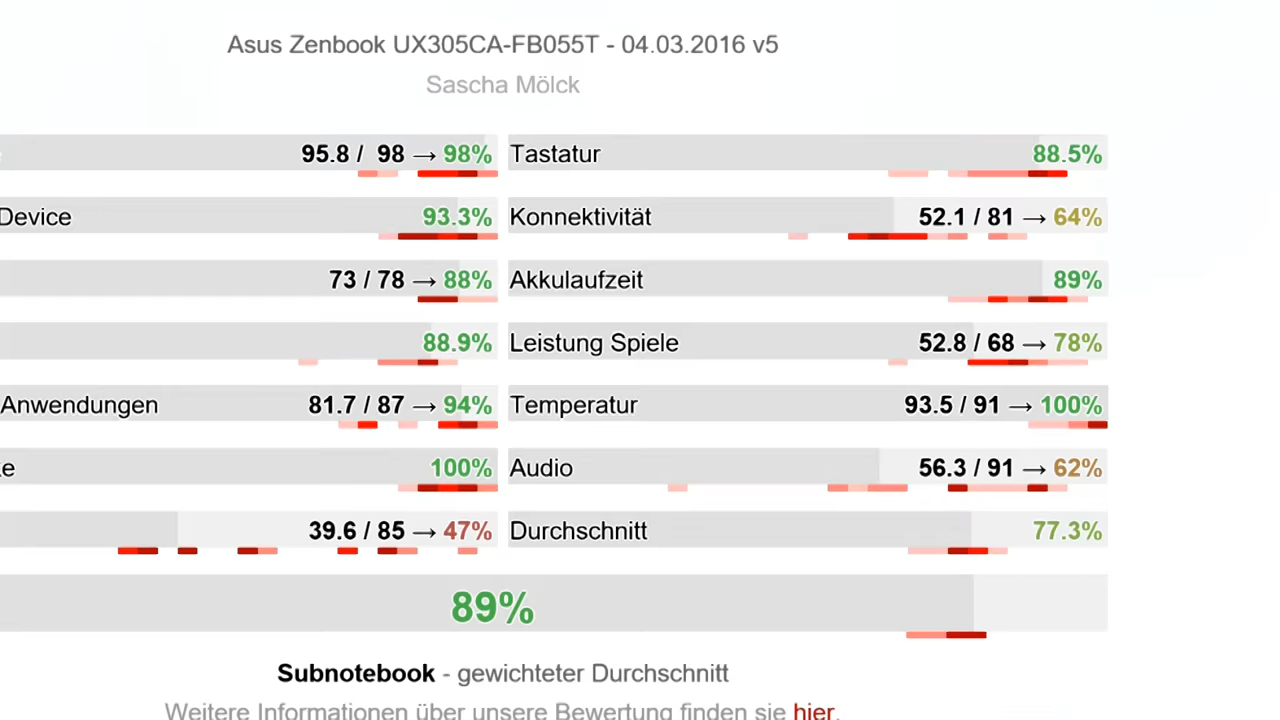 Asus Zenbook UX305CA-FB055T - 04.03.2016 v5
Sascha Mölck
95.8 / 98 → 98% Tastatur 88.5%
Device 93.3% Konnektivität 52.1 / 81 → 64%
73 / 78 → 88% Akkulaufzeit 89%
88.9% Leistung Spiele 52.8 / 68 → 78%
Anwendungen 81.7 / 87 → 94% Temperatur 93.5 / 91 → 100%
100% Audio 56.3 / 91 → 62%
39.6 / 85 → 47% Durchschnitt 77.3%
89%
Subnotebook - gewichteter Durchschnitt
Weitere Informationen über unsere Bewertung finden sie hier.